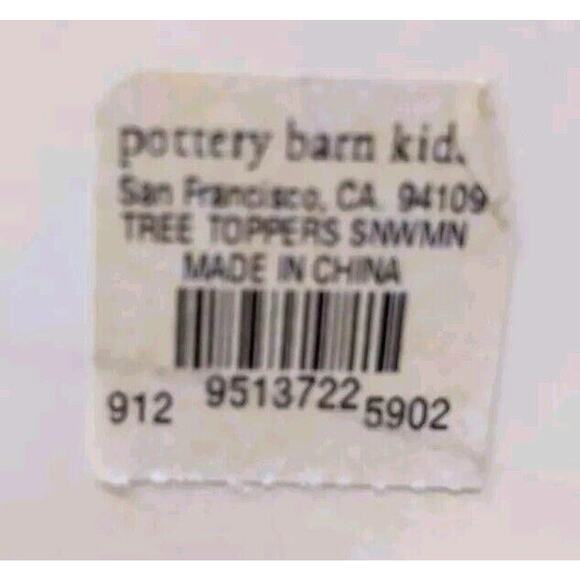 pottery barn kid.
San Francisco, CA 94109
TREE TOPPERS SNWMN
MADE IN CHINA
912 9513722 5902